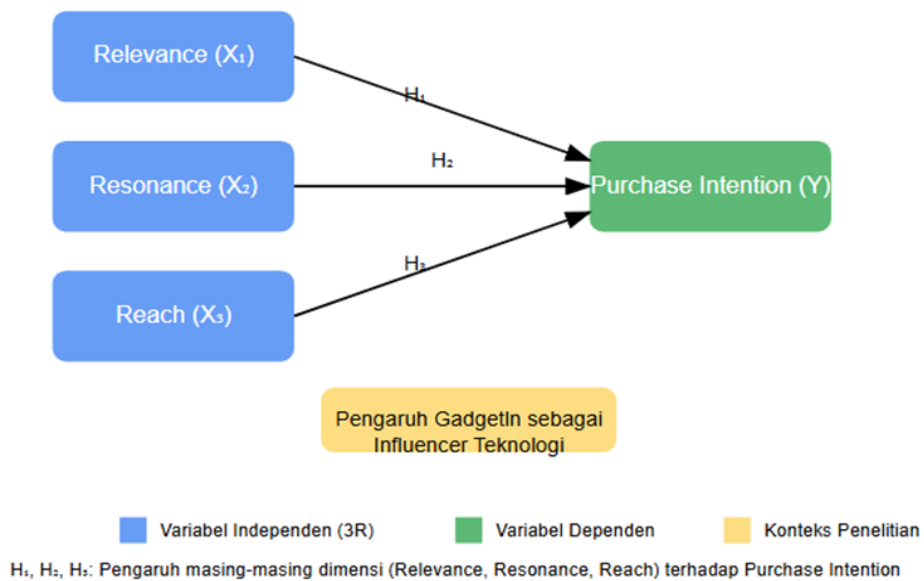 Relevance (X₁)
H₁
Resonance (X₂)
H₂
Purchase Intention (Y)
H₃
Reach (X₃)
Pengaruh GadgetIn sebagai
Influencer Teknologi
Variabel Independen (3R)
Variabel Dependen
Konteks Penelitian
H₁, H₂, H₃: Pengaruh masing-masing dimensi (Relevance, Resonance, Reach) terhadap Purchase Intention